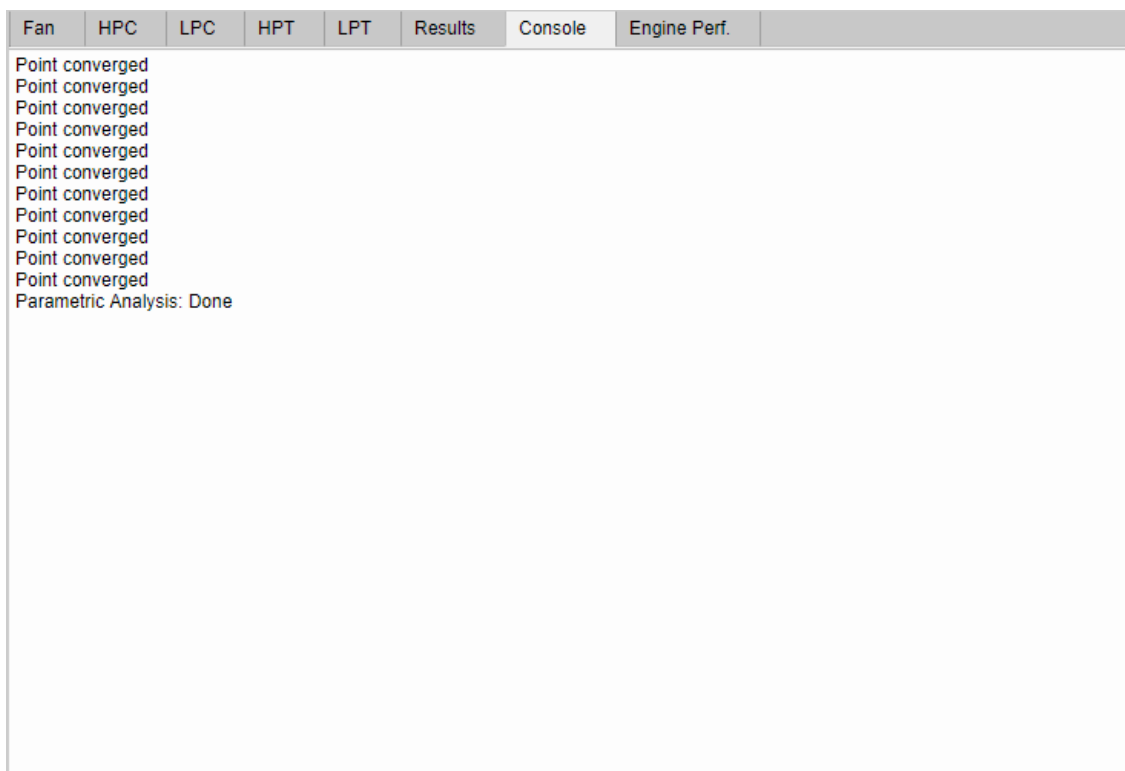 Fan HPC LPC HPT LPT Results Console Engine Perf.
Point converged
Point converged
Point converged
Point converged
Point converged
Point converged
Point converged
Point converged
Point converged
Point converged
Point converged
Parametric Analysis: Done